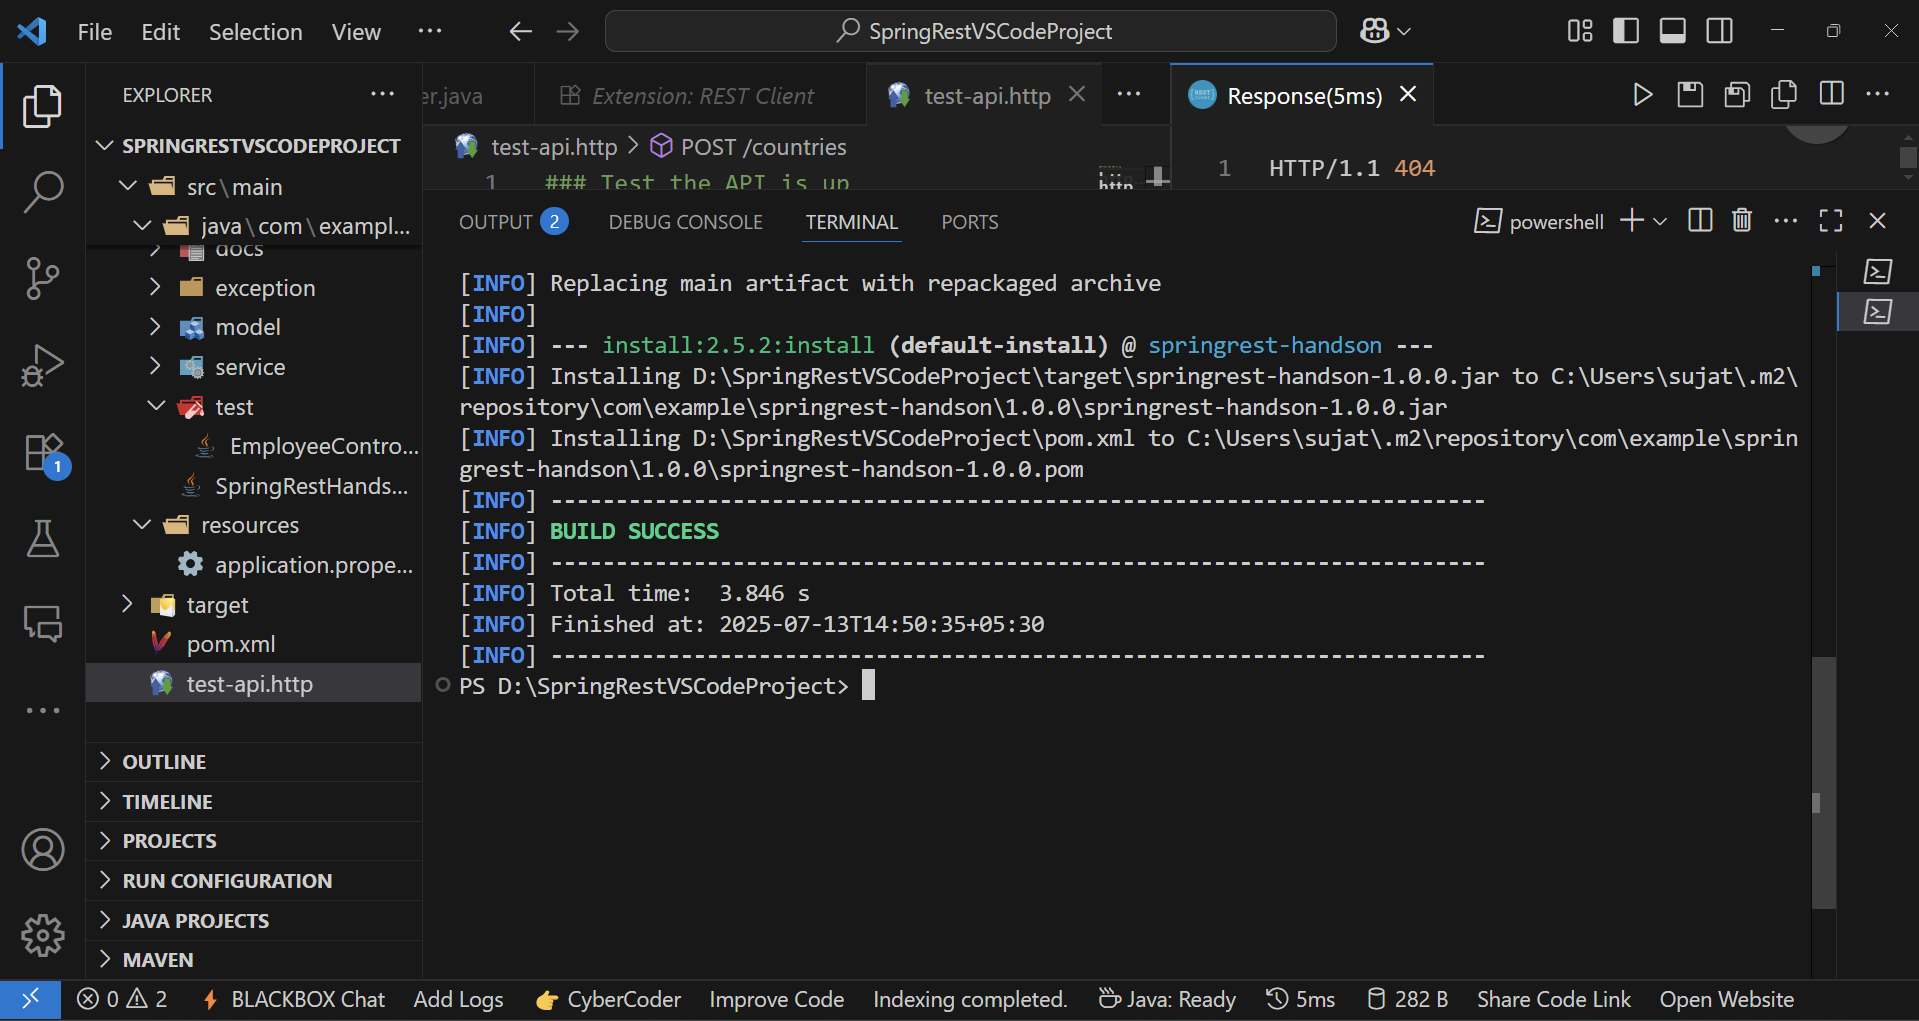 File Edit Selection View ··· SpringRestVSCodeProject
EXPLORER ···
SPRINGRESTVSCODEPROJECT
src\main
java\com\exampl...
docs
exception
model
service
test
EmployeeContro...
SpringRestHands...
resources
application.prope...
target
pom.xml
test-api.http
OUTLINE
TIMELINE
PROJECTS
RUN CONFIGURATION
JAVA PROJECTS
MAVEN
1
er.java Extension: REST Client test-api.http ···
test-api.http > POST /countries
1 ### Test the API is up
REST Response(5ms) ···
1 HTTP/1.1 404
OUTPUT 2 DEBUG CONSOLE TERMINAL PORTS powershell ···
[INFO] Replacing main artifact with repackaged archive
[INFO]
[INFO] --- install:2.5.2:install (default-install) @ springrest-handson ---
[INFO] Installing D:\SpringRestVSCodeProject\target\springrest-handson-1.0.0.jar to C:\Users\sujat\.m2\
repository\com\example\springrest-handson\1.0.0\springrest-handson-1.0.0.jar
[INFO] Installing D:\SpringRestVSCodeProject\pom.xml to C:\Users\sujat\.m2\repository\com\example\sprin
grest-handson\1.0.0\springrest-handson-1.0.0.pom
[INFO] ------------------------------------------------------------------------
[INFO] BUILD SUCCESS
[INFO] ------------------------------------------------------------------------
[INFO] Total time:  3.846 s
[INFO] Finished at: 2025-07-13T14:50:35+05:30
[INFO] ------------------------------------------------------------------------
PS D:\SpringRestVSCodeProject>
0 2 BLACKBOX Chat Add Logs CyberCoder Improve Code Indexing completed. Java: Ready 5ms 282 B Share Code Link Open Website